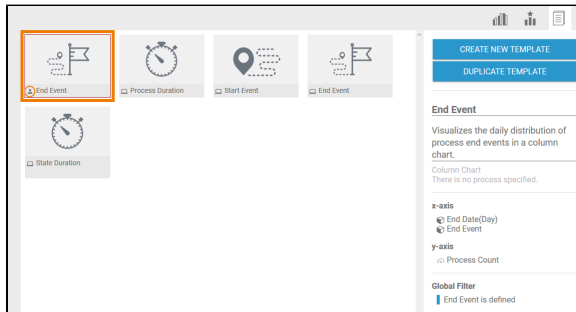 End Event
Process Duration
Start Event
End Event
State Duration
CREATE NEW TEMPLATE
DUPLICATE TEMPLATE
End Event
Visualizes the daily distribution of
process end events in a column
chart.
Column Chart
There is no process specified.
x-axis
End Date(Day)
End Event
y-axis
Process Count
Global Filter
End Event is defined